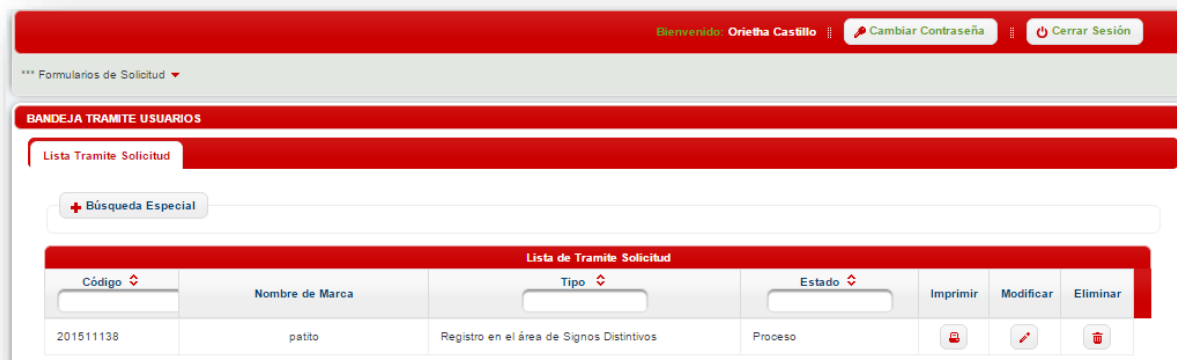 Bienvenido: Orietha Castillo Cambiar Contraseña Cerrar Sesión
*** Formularios de Solicitud
BANDEJA TRAMITE USUARIOS
Lista Tramite Solicitud
Búsqueda Especial
Lista de Tramite Solicitud
Código Nombre de Marca Tipo Estado Imprimir Modificar Eliminar
201511138 patito Registro en el área de Signos Distintivos Proceso